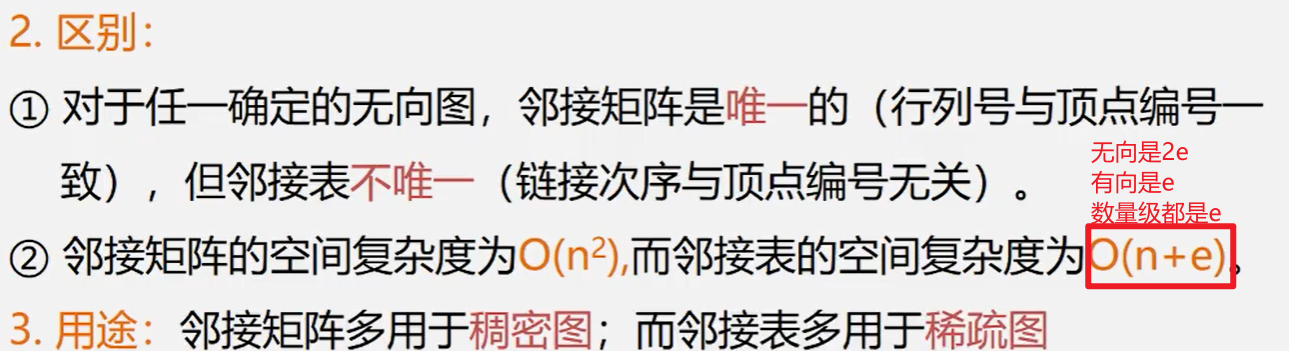 2. 区别：
① 对于任一确定的无向图，邻接矩阵是唯一的（行列号与顶点编号一
致），但邻接表不唯一（链接次序与顶点编号无关）。
无向是2e
有向是e
数量级都是e
② 邻接矩阵的空间复杂度为O(n²),而邻接表的空间复杂度为O(n+e)。
3. 用途：邻接矩阵多用于稠密图；而邻接表多用于稀疏图